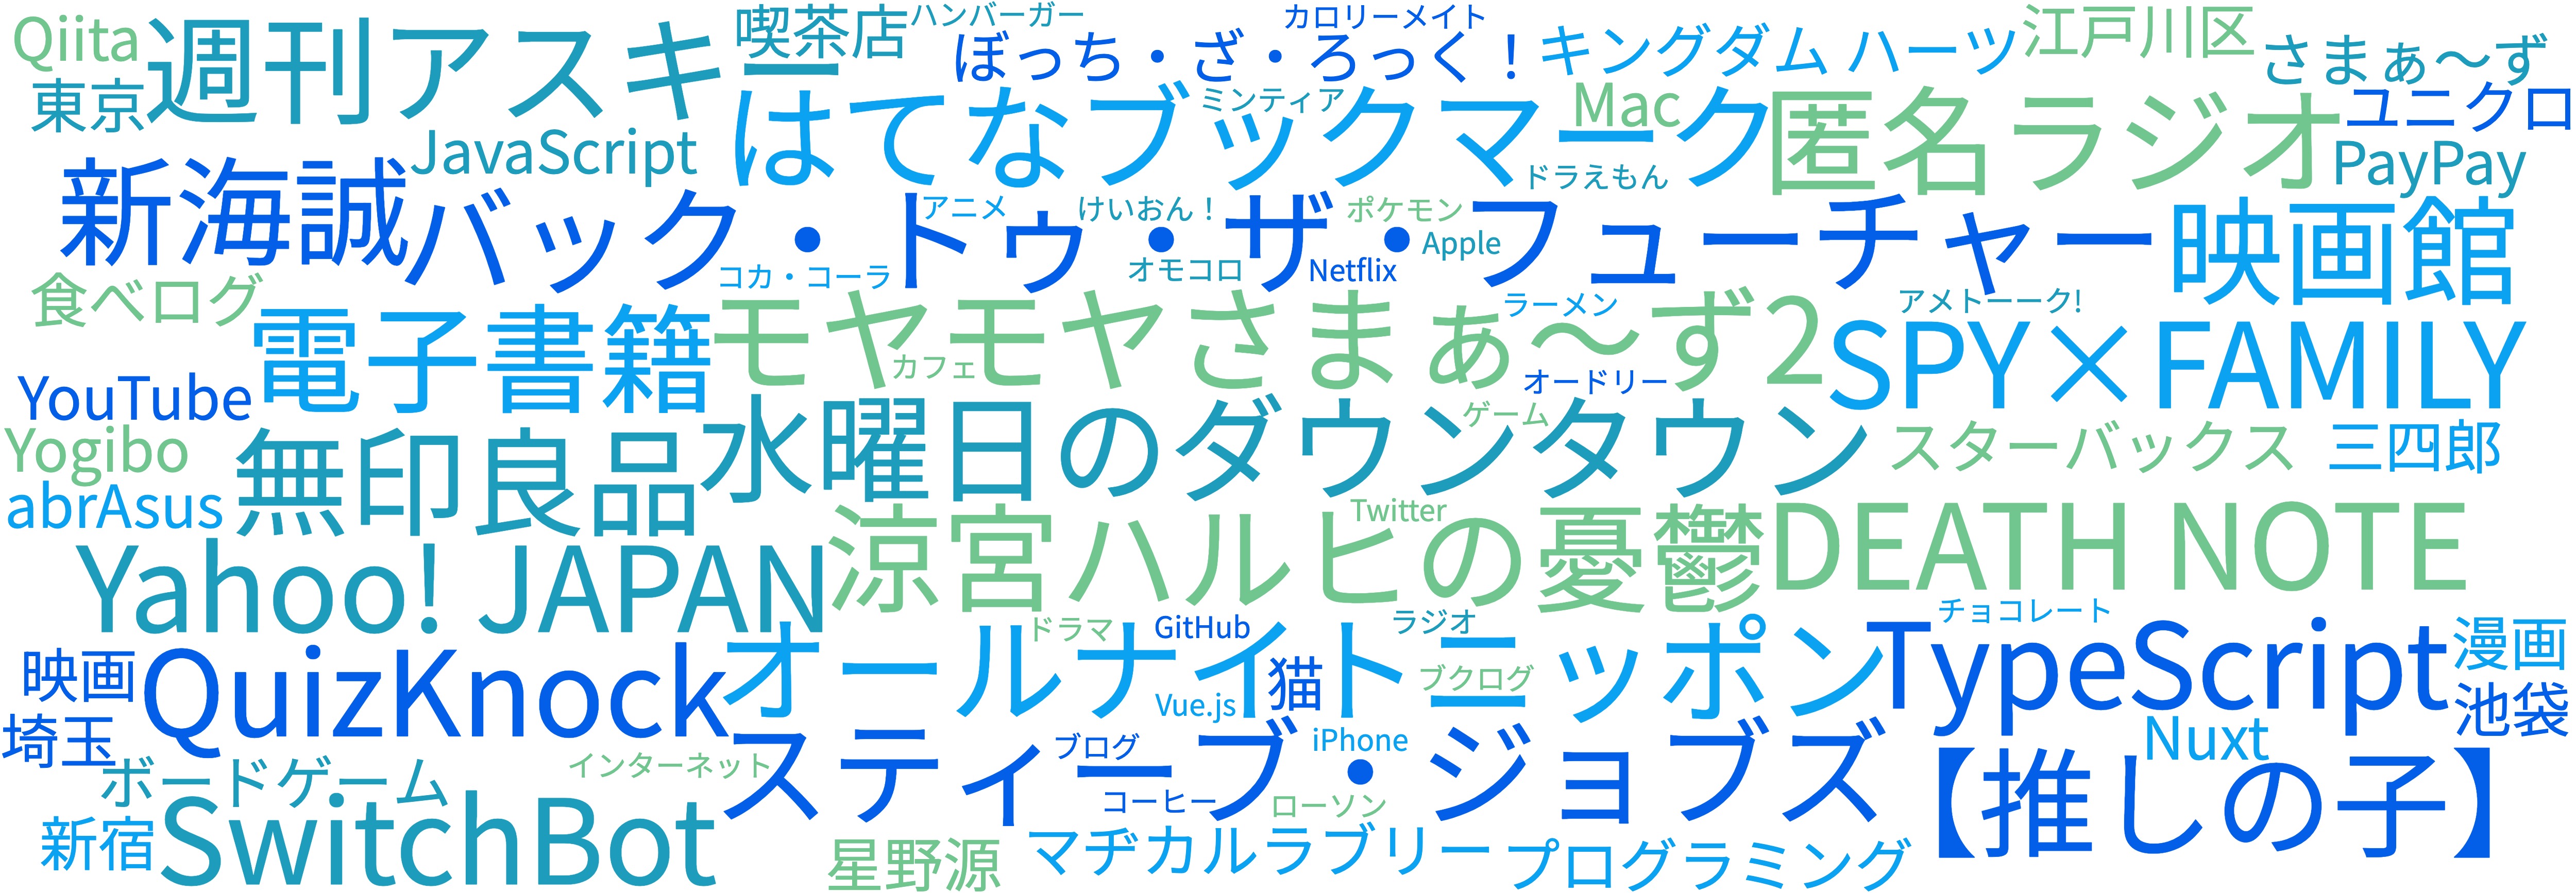 Qiita
週刊アスキー
喫茶店
ハンバーガー
カロリーメイト
ぼっち・ざ・ろっく！
キングダム ハーツ
江戸川区
さまぁ〜ず
東京
JavaScript
はてなブックマーク
ミンティア
Mac
匿名ラジオ
ユニクロ
PayPay
ドラえもん
新海誠
バック・トゥ・ザ・フューチャー
アニメ
けいおん！
ポケモン
Apple
映画館
食べログ
コカ・コーラ
オモコロ
Netflix
電子書籍
モヤモヤさまぁ〜ず2
ラーメン
アメトーーク!
SPY×FAMILY
カフェ
オードリー
YouTube
Yogibo
無印良品
水曜日のダウンタウン
ゲーム
スターバックス
三四郎
abrAsus
Twitter
涼宮ハルヒの憂鬱
DEATH NOTE
Yahoo! JAPAN
チョコレート
ドラマ
GitHub
ラジオ
映画
QuizKnock
オールナイトニッポン
猫
ブクログ
TypeScript
漫画
Vue.js
埼玉
池袋
Nuxt
ボードゲーム
インターネット
スティーブ・ジョブズ
ブログ
iPhone
【推しの子】
コーヒー
ローソン
新宿
SwitchBot
星野源
マヂカルラブリー
プログラミング